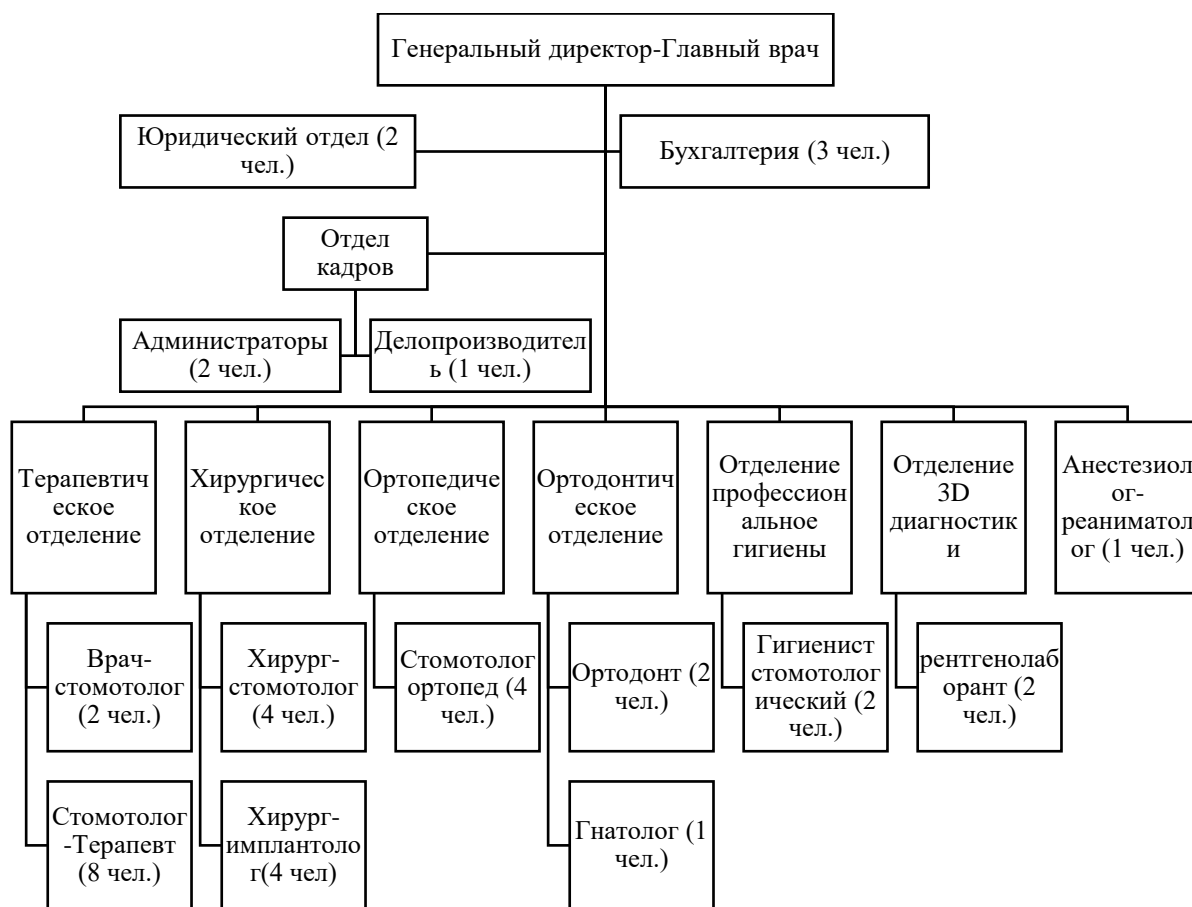 Генеральный директор-Главный врач
Юридический отдел (2
чел.)
Бухгалтерия (3 чел.)
Отдел
кадров
Администраторы
(2 чел.)
Делопроизводител
ь (1 чел.)
Терапевтич
еское
отделение
Хирургичес
кое
отделение
Ортопедиче
ское
отделение
Ортодонтич
еское
отделение
Отделение
профессион
альное
гигиены
Отделение
3D
диагностик
и
Анестезиол
ог-
реаниматол
ог (1 чел.)
Врач-
стомотолог
(2 чел.)
Хирург-
стомотолог
(4 чел.)
Стомотолог
ортопед (4
чел.)
Ортодонт (2
чел.)
Гигиенист
стомотолог
ический (2
чел.)
рентгенолаб
орант (2
чел.)
Стомотолог
-Терапевт
(8 чел.)
Хирург-
имплантоло
г(4 чел)
Гнатолог (1
чел.)